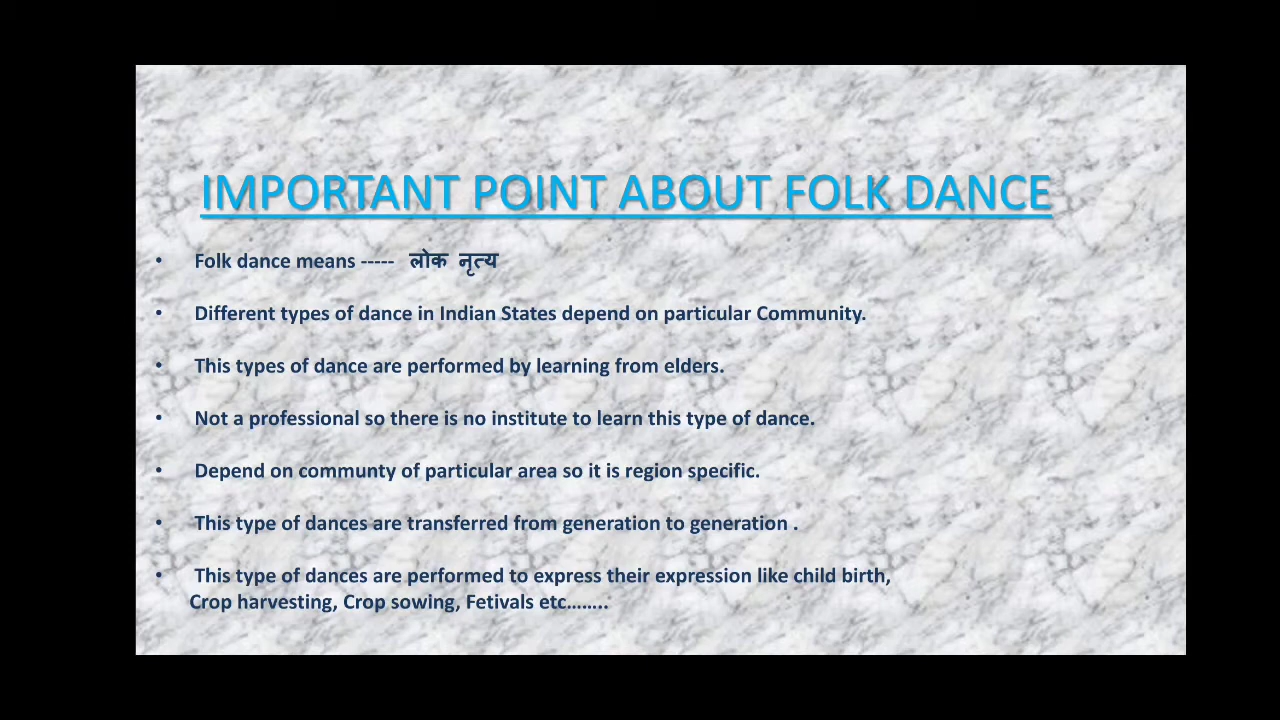 IMPORTANT POINT ABOUT FOLK DANCE
• Folk dance means ----- लोक नृत्य
• Different types of dance in Indian States depend on particular Community.
• This types of dance are performed by learning from elders.
• Not a professional so there is no institute to learn this type of dance.
• Depend on communty of particular area so it is region specific.
• This type of dances are transferred from generation to generation .
• This type of dances are performed to express their expression like child birth,
Crop harvesting, Crop sowing, Fetivals etc……..